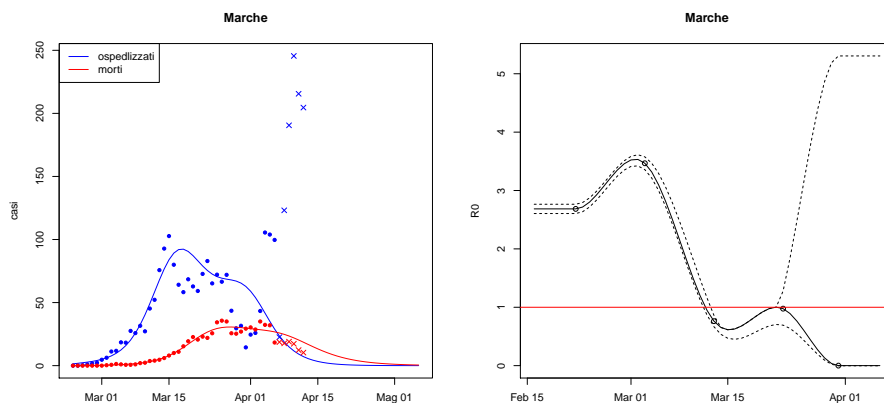 Marche
casi
250
200
150
100
50
0
ospedlizzati
morti
Mar 01
Mar 15
Apr 01
Apr 15
Mag 01
Marche
R0
5
4
3
2
1
0
Feb 15
Mar 01
Mar 15
Apr 01